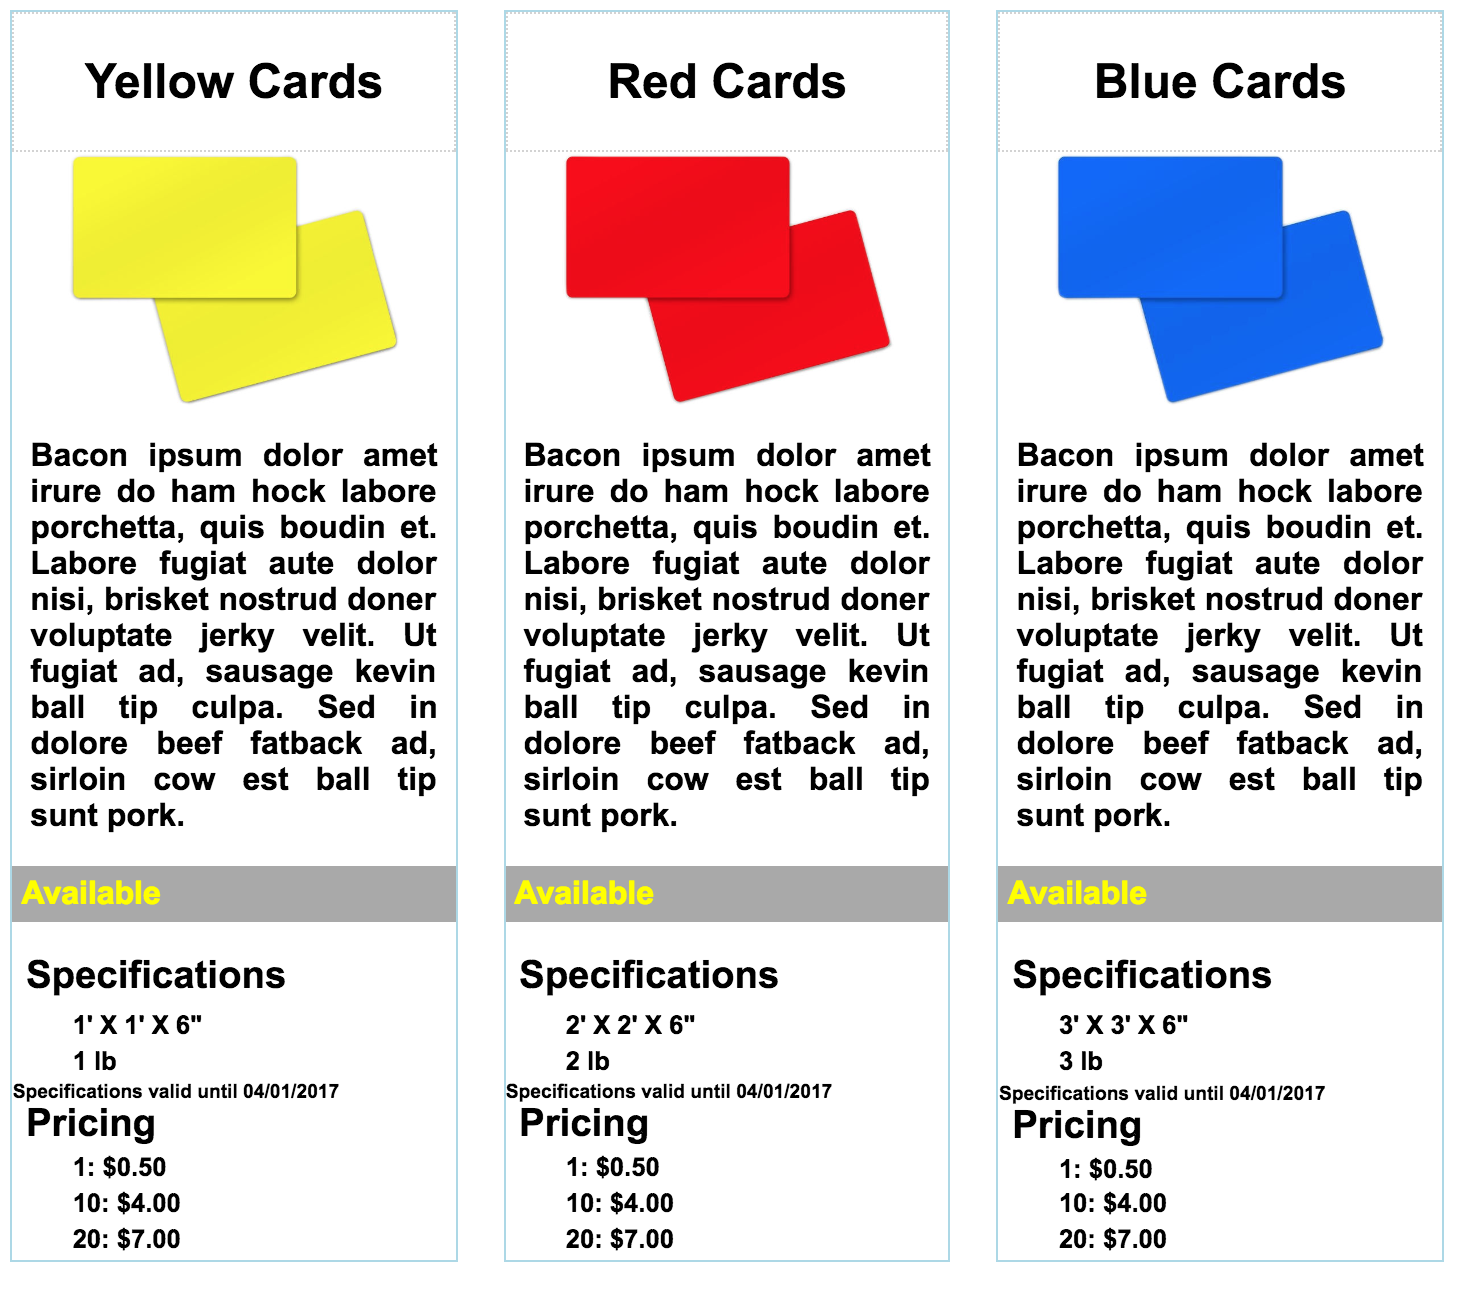 Yellow Cards
Bacon ipsum dolor amet
irure do ham hock labore
porchetta, quis boudin et.
Labore fugiat aute dolor
nisi, brisket nostrud doner
voluptate jerky velit. Ut
fugiat ad, sausage kevin
ball tip culpa. Sed in
dolore beef fatback ad,
sirloin cow est ball tip
sunt pork.
Available
Specifications
1' X 1' X 6"
1 lb
Specifications valid until 04/01/2017
Pricing
1: $0.50
10: $4.00
20: $7.00
Red Cards
Bacon ipsum dolor amet
irure do ham hock labore
porchetta, quis boudin et.
Labore fugiat aute dolor
nisi, brisket nostrud doner
voluptate jerky velit. Ut
fugiat ad, sausage kevin
ball tip culpa. Sed in
dolore beef fatback ad,
sirloin cow est ball tip
sunt pork.
Available
Specifications
2' X 2' X 6"
2 lb
Specifications valid until 04/01/2017
Pricing
1: $0.50
10: $4.00
20: $7.00
Blue Cards
Bacon ipsum dolor amet
irure do ham hock labore
porchetta, quis boudin et.
Labore fugiat aute dolor
nisi, brisket nostrud doner
voluptate jerky velit. Ut
fugiat ad, sausage kevin
ball tip culpa. Sed in
dolore beef fatback ad,
sirloin cow est ball tip
sunt pork.
Available
Specifications
3' X 3' X 6"
3 lb
Specifications valid until 04/01/2017
Pricing
1: $0.50
10: $4.00
20: $7.00